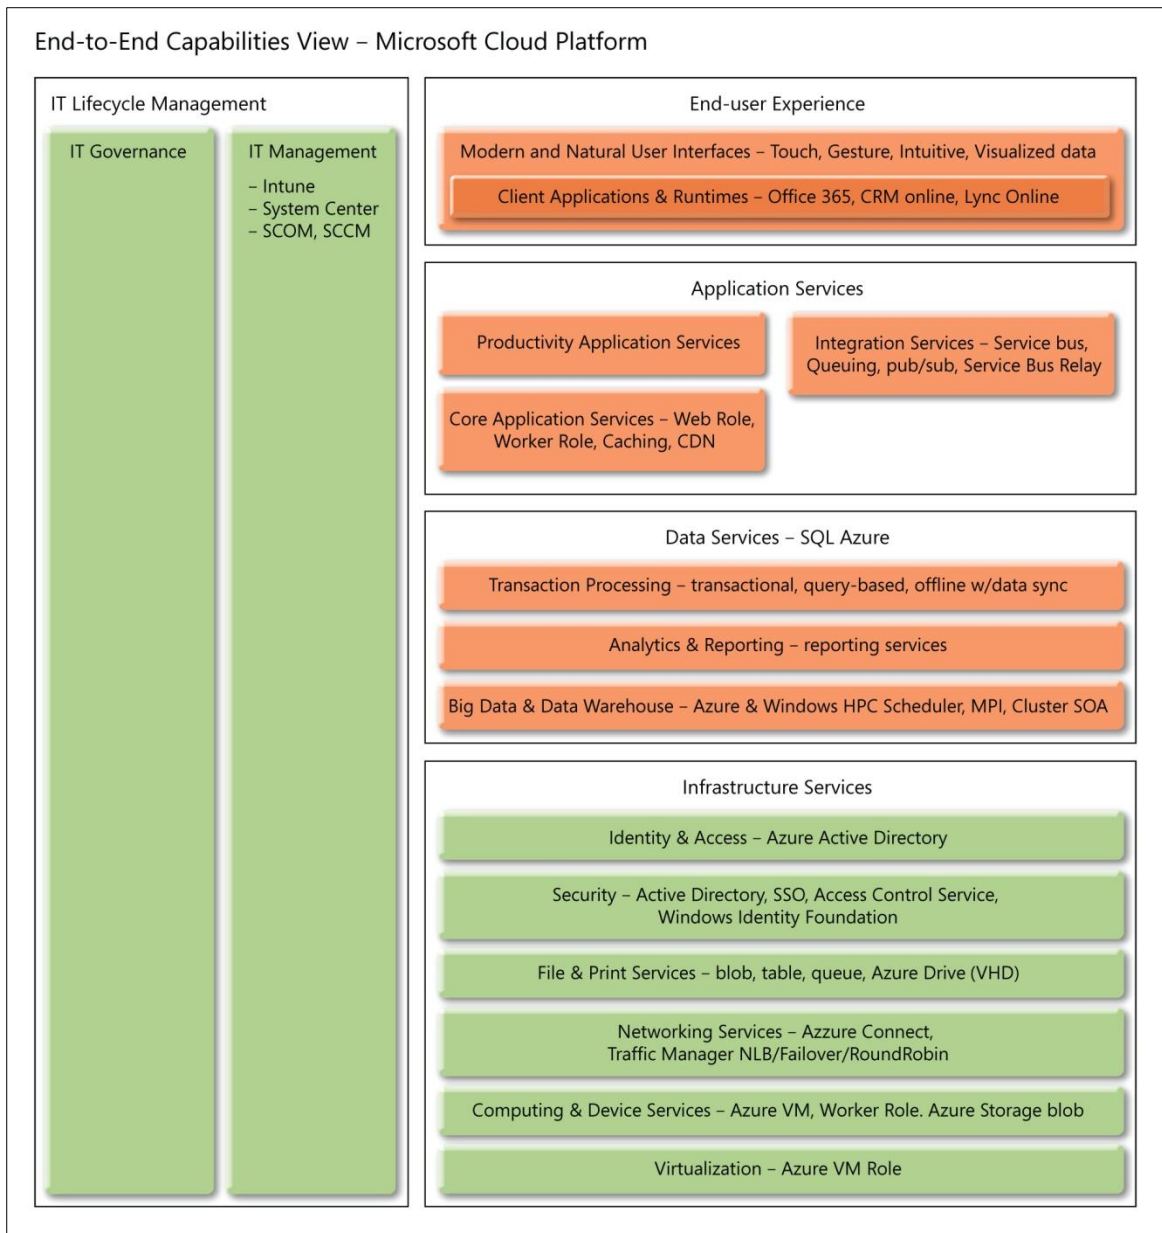 End-to-End Capabilities View – Microsoft Cloud Platform
IT Lifecycle Management
IT Governance
IT Management
– Intune
– System Center
– SCOM, SCCM
End-user Experience
Modern and Natural User Interfaces – Touch, Gesture, Intuitive, Visualized data
Client Applications & Runtimes – Office 365, CRM online, Lync Online
Application Services
Productivity Application Services
Integration Services – Service bus,
Queuing, pub/sub, Service Bus Relay
Core Application Services – Web Role,
Worker Role, Caching, CDN
Data Services – SQL Azure
Transaction Processing – transactional, query-based, offline w/data sync
Analytics & Reporting – reporting services
Big Data & Data Warehouse – Azure & Windows HPC Scheduler, MPI, Cluster SOA
Infrastructure Services
Identity & Access – Azure Active Directory
Security – Active Directory, SSO, Access Control Service,
Windows Identity Foundation
File & Print Services – blob, table, queue, Azure Drive (VHD)
Networking Services – Azzure Connect,
Traffic Manager NLB/Failover/RoundRobin
Computing & Device Services – Azure VM, Worker Role. Azure Storage blob
Virtualization – Azure VM Role